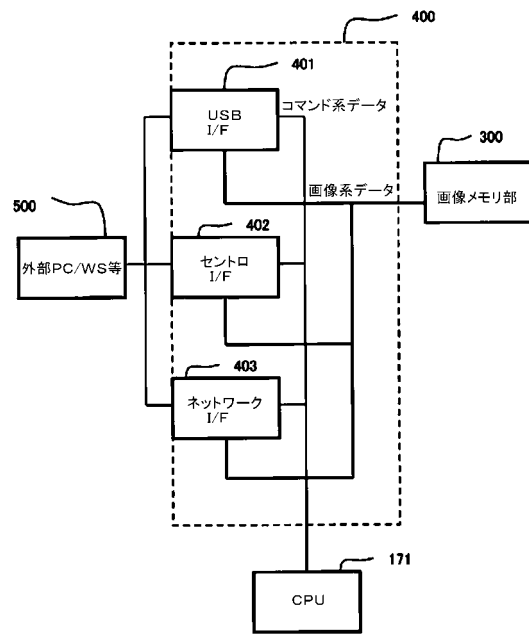 400
401
USB
I/F
コマンド系データ
300
画像メモリ部
画像系データ
500
外部PC/WS等
402
セントロ
I/F
403
ネットワーク
I/F
171
CPU